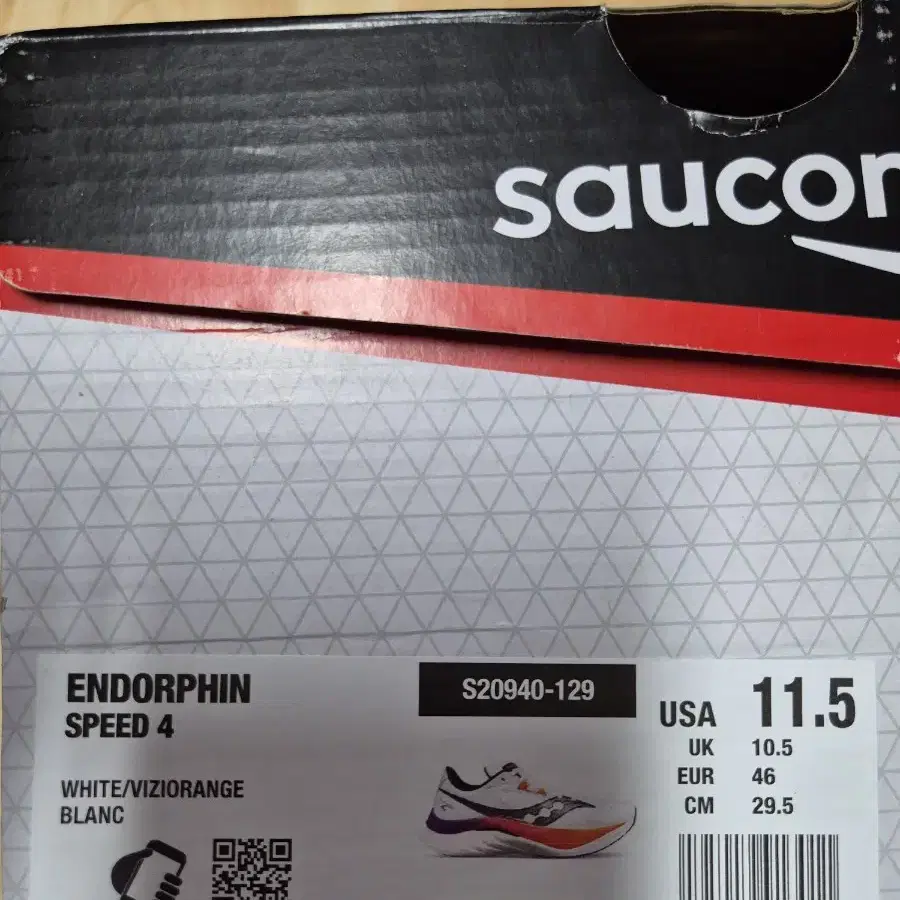 saucon
ENDORPHIN
SPEED 4
S20940-129
WHITE/VIZIORANGE
BLANC
USA 11.5
UK 10.5
EUR 46
CM 29.5